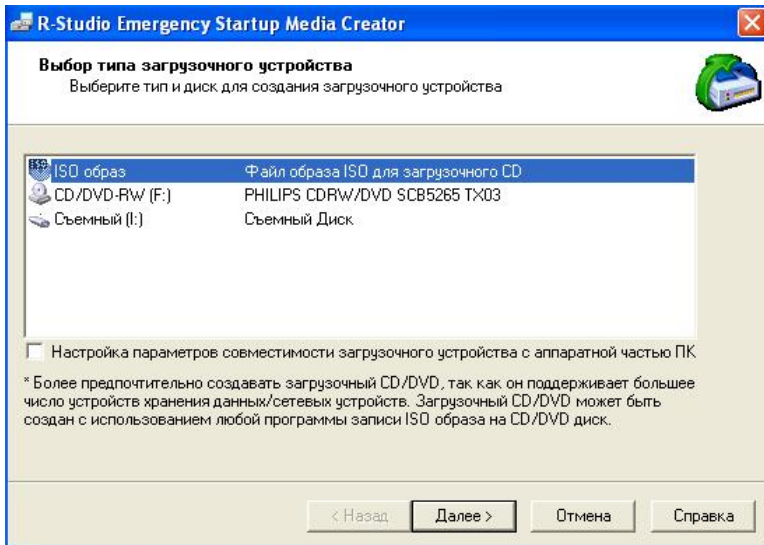 R-Studio Emergency Startup Media Creator
Выбор типа загрузочного устройства
Выберите тип и диск для создания загрузочного устройства
ISO образ Файл образа ISO для загрузочного CD
CD/DVD-RW (F:) PHILIPS CDRW/DVD SCB5265 TX03
Съемный (I:) Съемный Диск
Настройка параметров совместимости загрузочного устройства с аппаратной частью ПК
* Более предпочтительно создавать загрузочный CD/DVD, так как он поддерживает большее
число устройств хранения данных/сетевых устройств. Загрузочный CD/DVD может быть
создан с использованием любой программы записи ISO образа на CD/DVD диск.
< Назад Далее > Отмена Справка